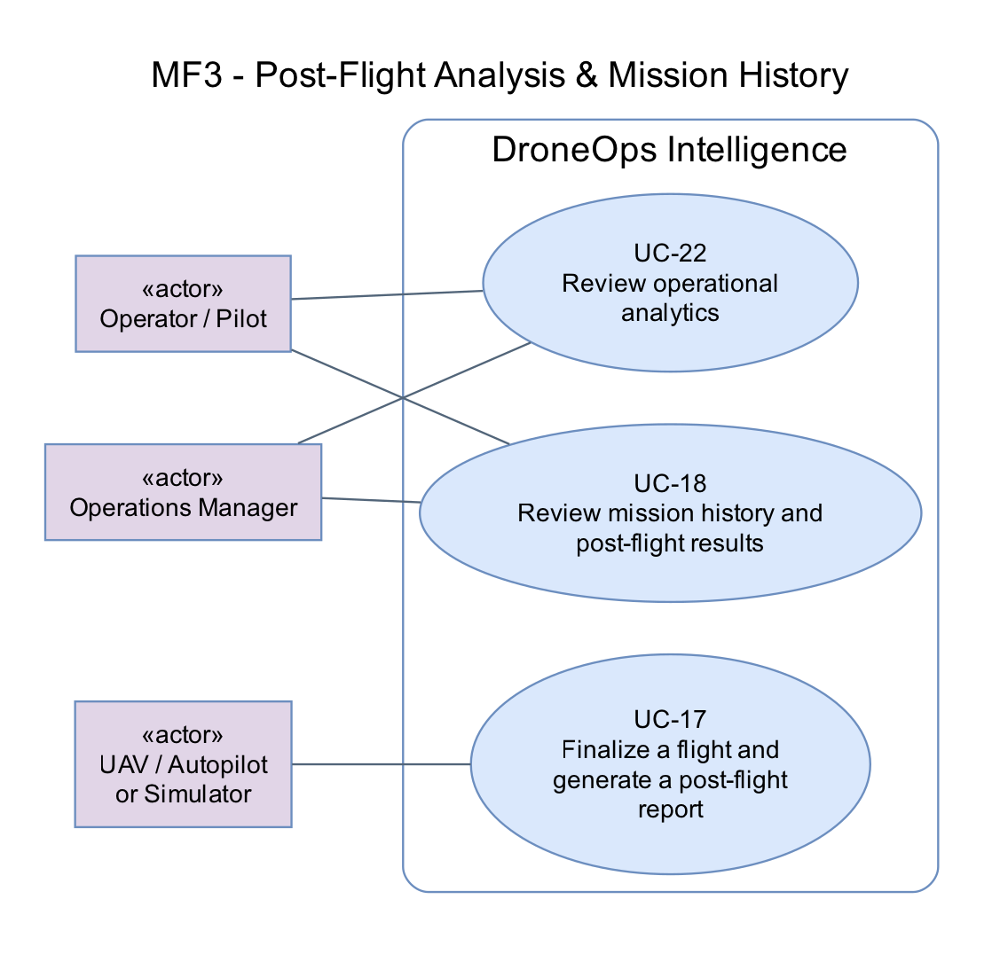 MF3 - Post-Flight Analysis & Mission History
DroneOps Intelligence
UC-22
Review operational
analytics
«actor»
Operator / Pilot
«actor»
Operations Manager
UC-18
Review mission history and
post-flight results
«actor»
UAV / Autopilot
or Simulator
UC-17
Finalize a flight and
generate a post-flight
report